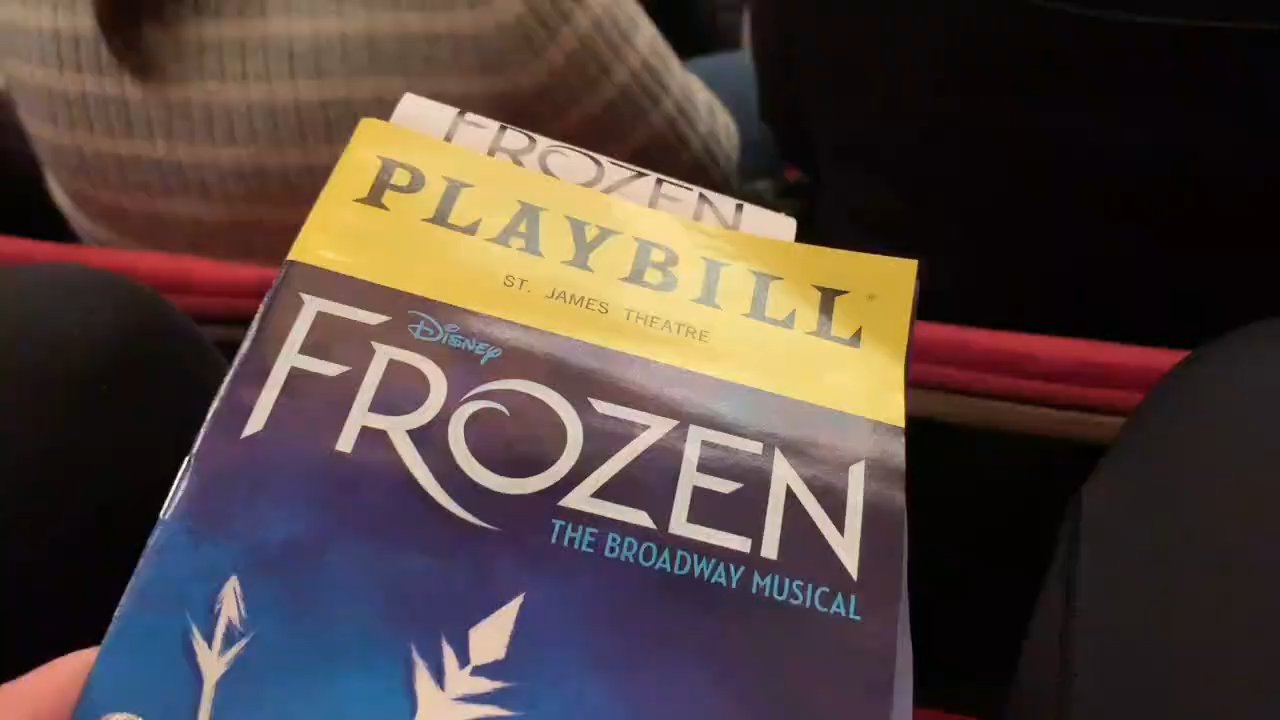 FROZEN
PLAYBILL®
ST. JAMES THEATRE
DISNEY
FROZEN
THE BROADWAY MUSICAL